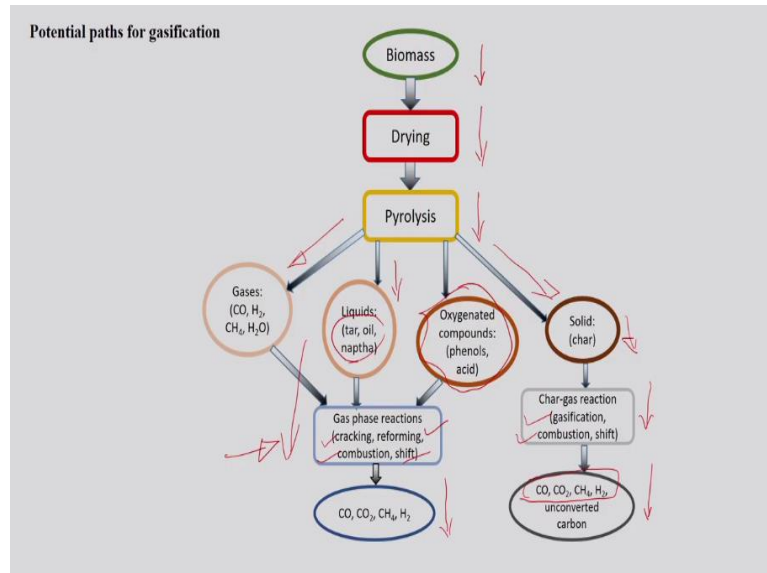 Potential paths for gasification
Biomass
Drying
Pyrolysis
Gases:
(CO, H₂,
CH₄, H₂O)
Liquids:
(tar, oil,
naptha)
Oxygenated
compounds:
(phenols,
acid)
Solid:
(char)
Gas phase reactions
(cracking, reforming,
combustion, shift)
Char-gas reaction
(gasification,
combustion, shift)
CO, CO₂, CH₄, H₂
CO, CO₂, CH₄, H₂,
unconverted
carbon